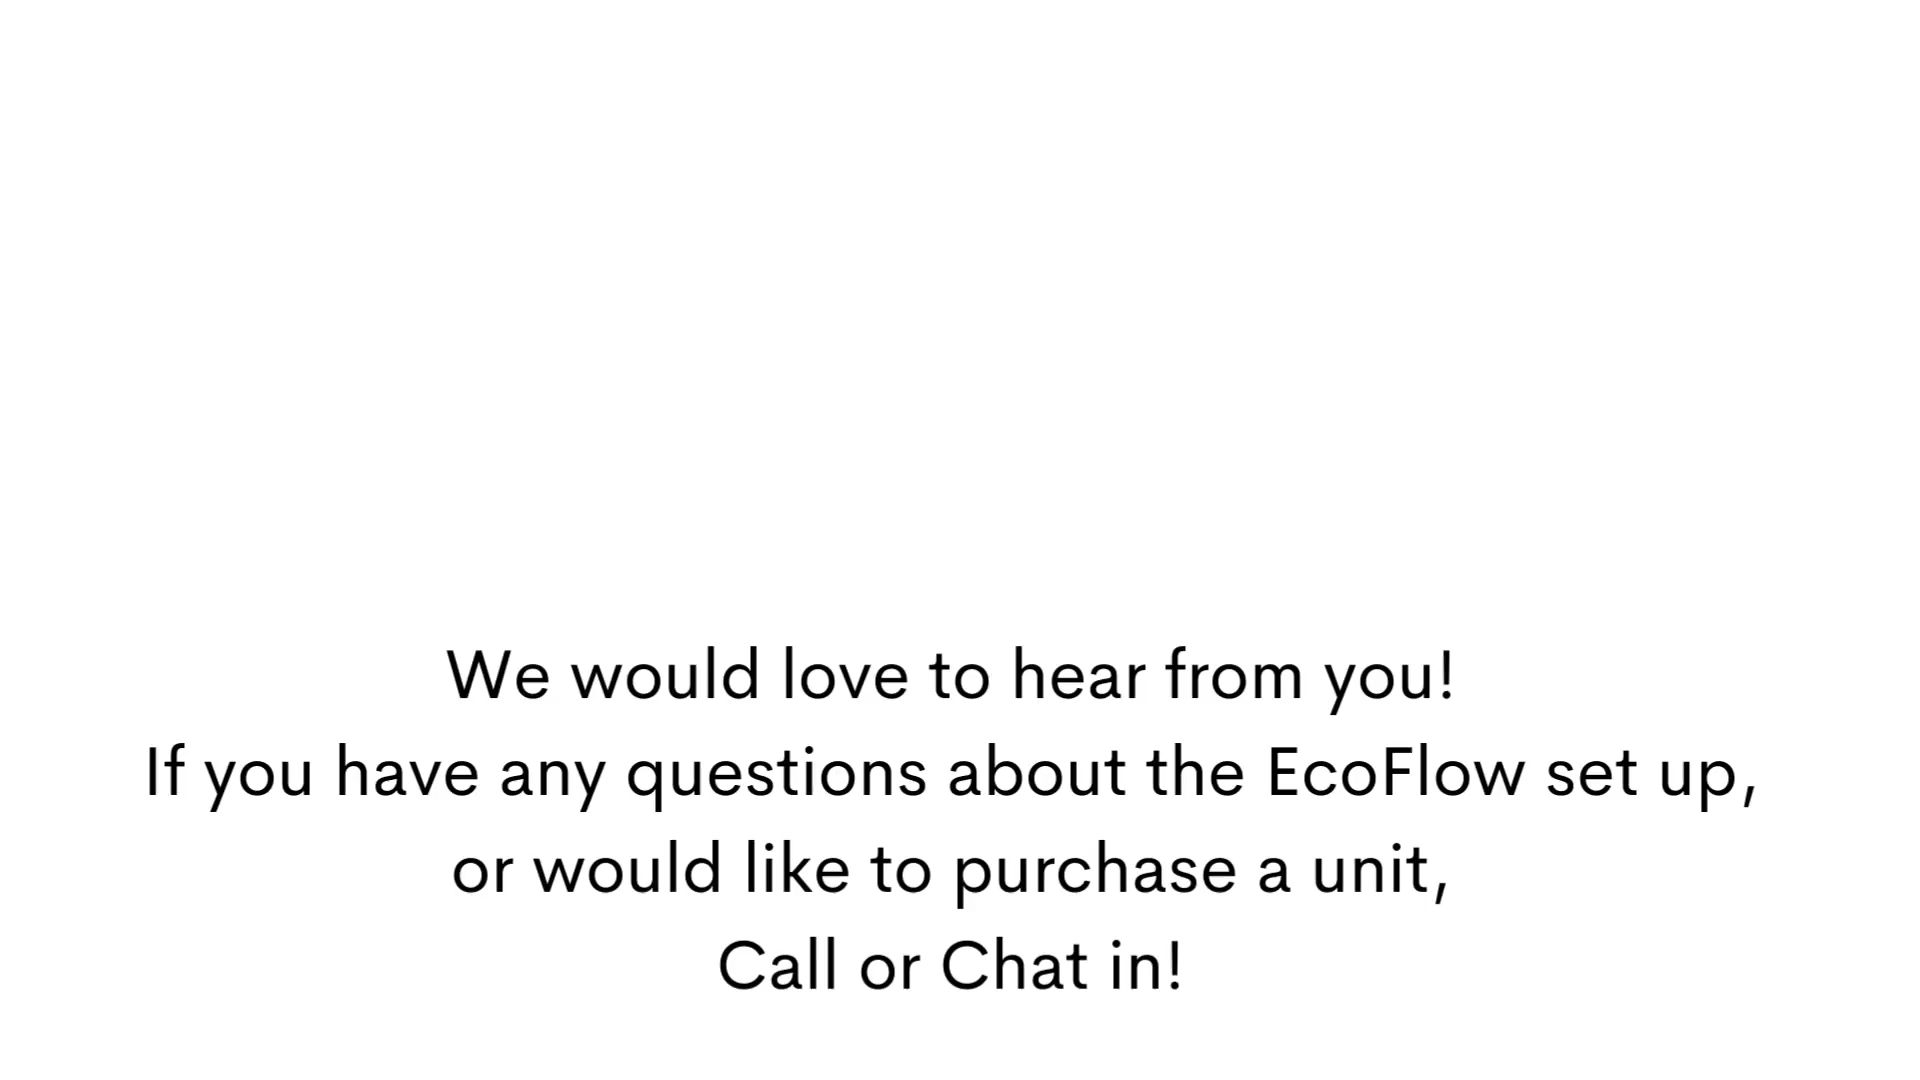 We would love to hear from you!
If you have any questions about the EcoFlow set up,
or would like to purchase a unit,
Call or Chat in!